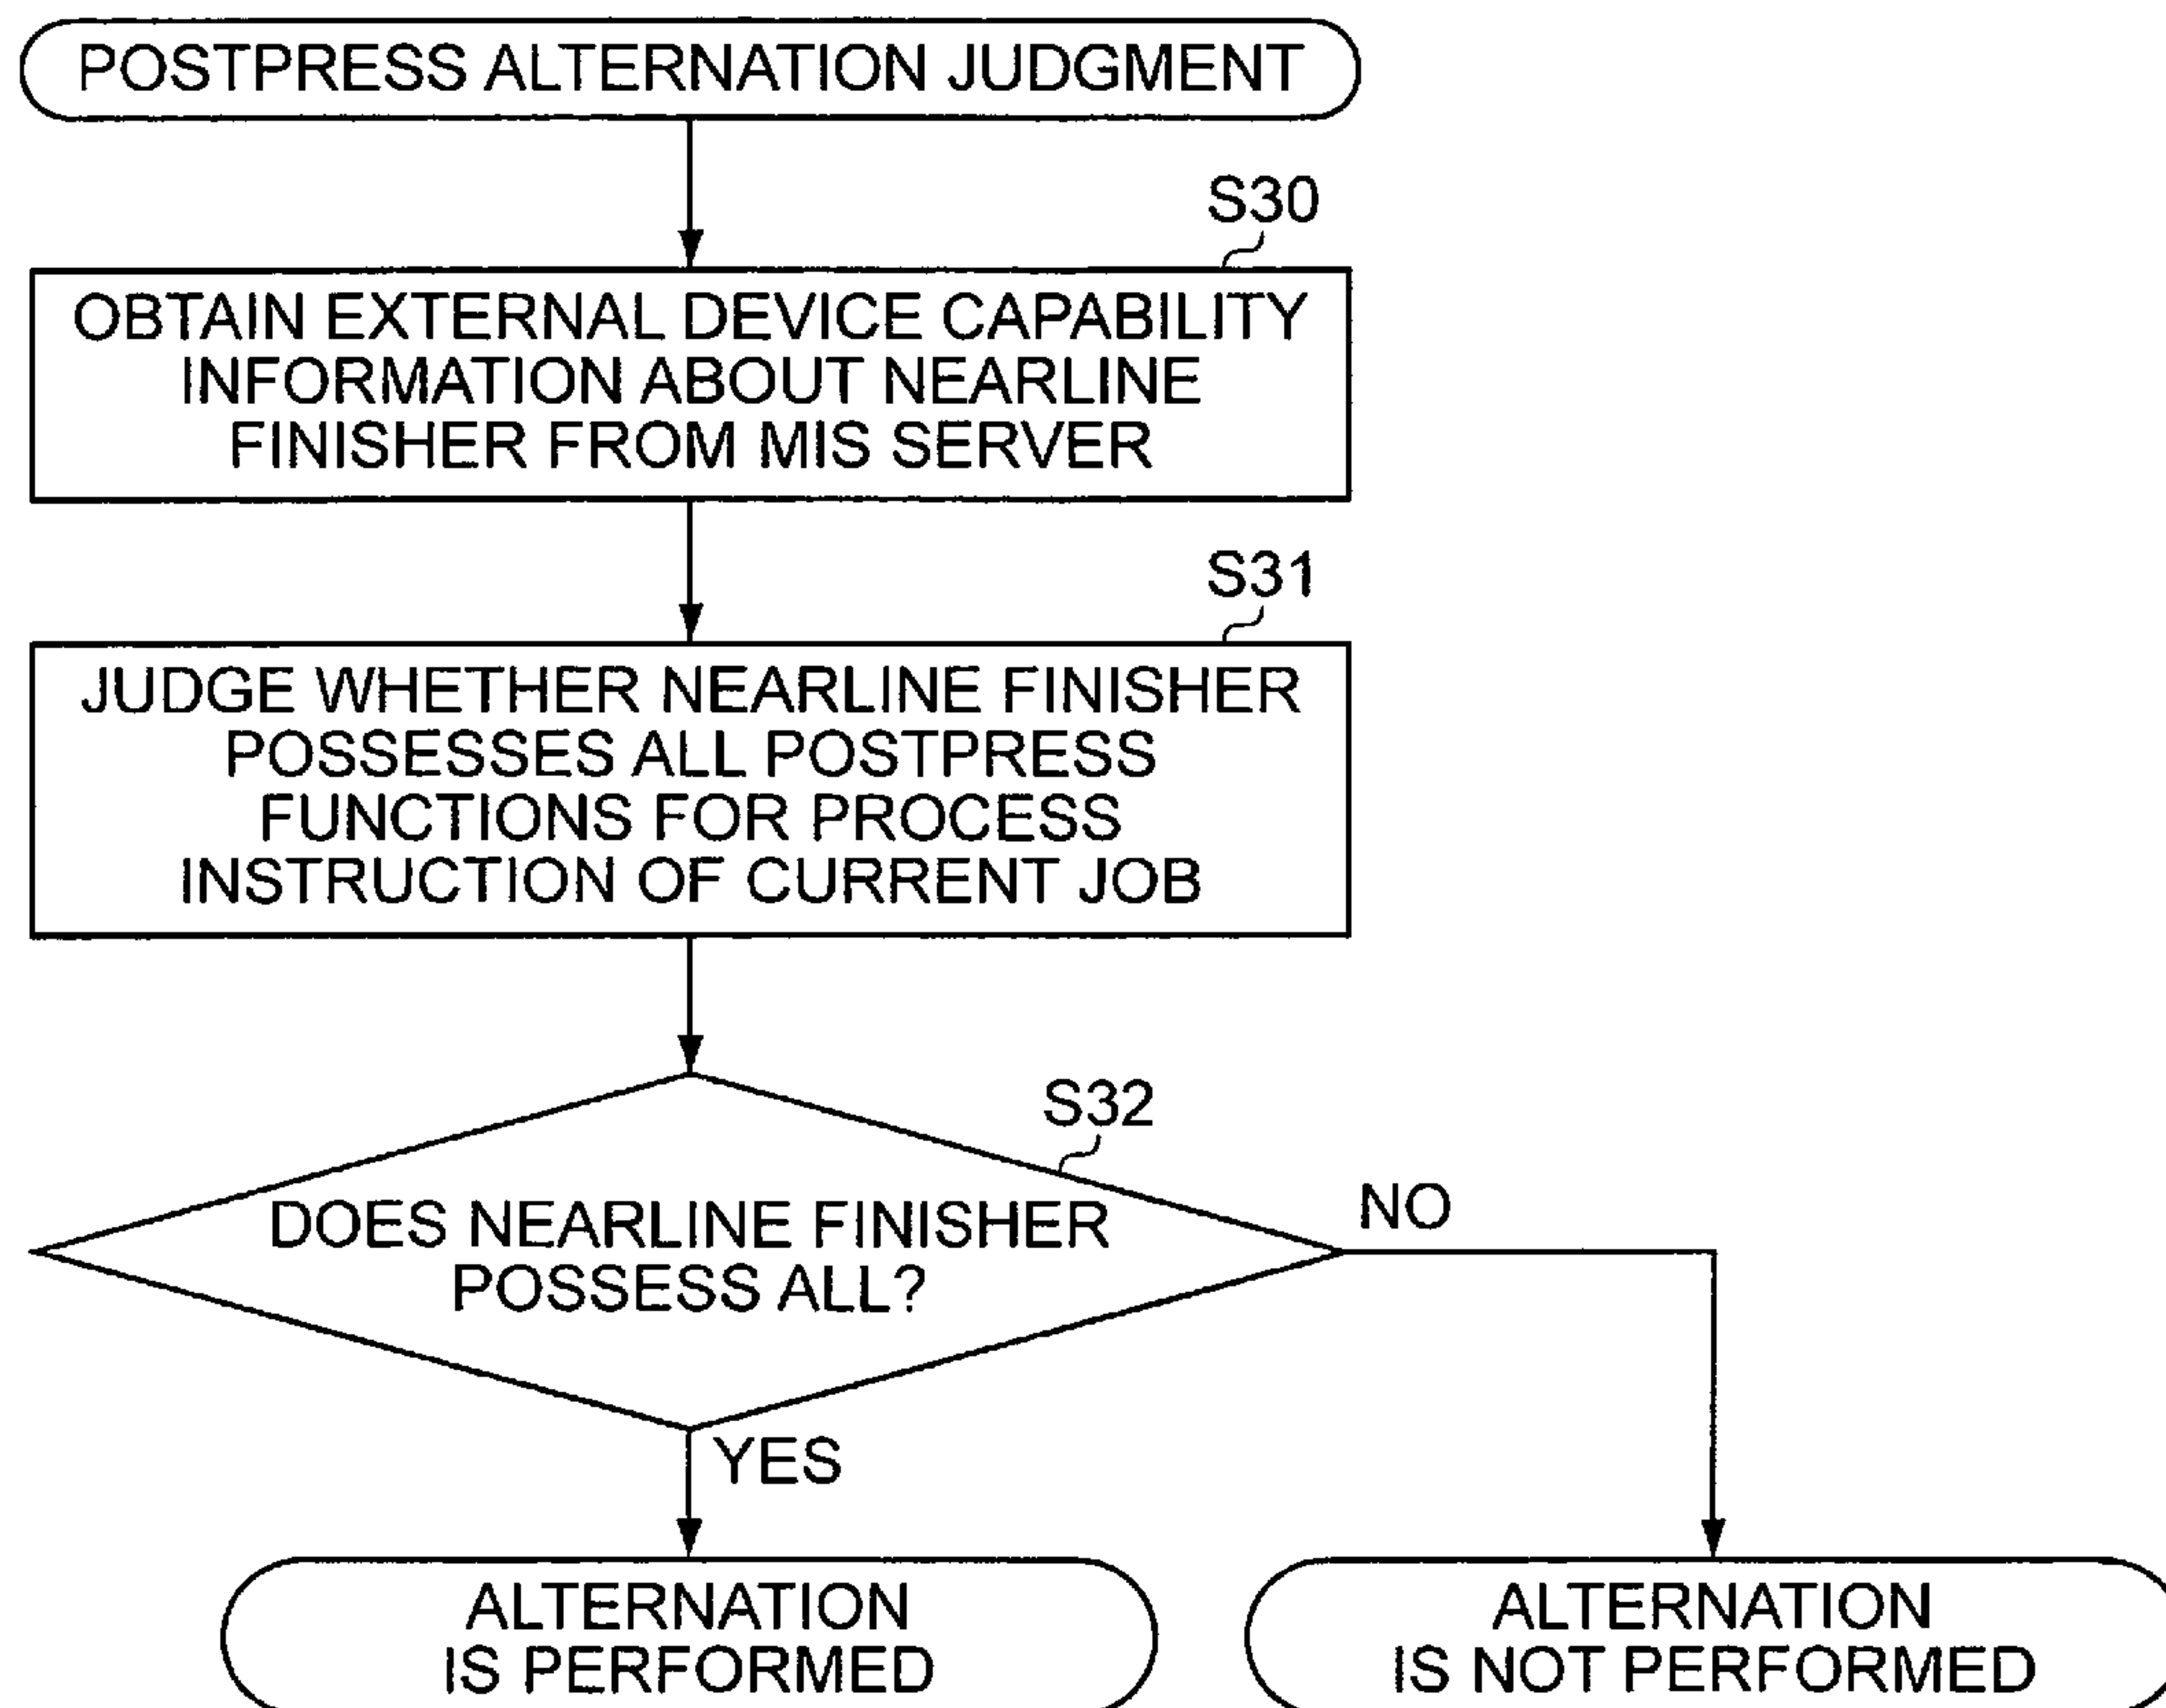 POSTPRESS ALTERNATION JUDGMENT
S30
OBTAIN EXTERNAL DEVICE CAPABILITY
INFORMATION ABOUT NEARLINE
FINISHER FROM MIS SERVER
S31
JUDGE WHETHER NEARLINE FINISHER
POSSESSES ALL POSTPRESS
FUNCTIONS FOR PROCESS
INSTRUCTION OF CURRENT JOB
S32
DOES NEARLINE FINISHER
POSSESS ALL?
NO
YES
ALTERNATION
IS PERFORMED
ALTERNATION
IS NOT PERFORMED